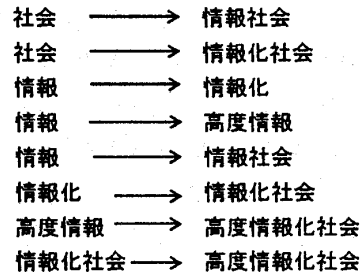 社会 ⟶ 情報社会
社会 ⟶ 情報化社会
情報 ⟶ 情報化
情報 ⟶ 高度情報
情報 ⟶ 情報社会
情報化 ⟶ 情報化社会
高度情報 ⟶ 高度情報化社会
情報化社会 ⟶ 高度情報化社会